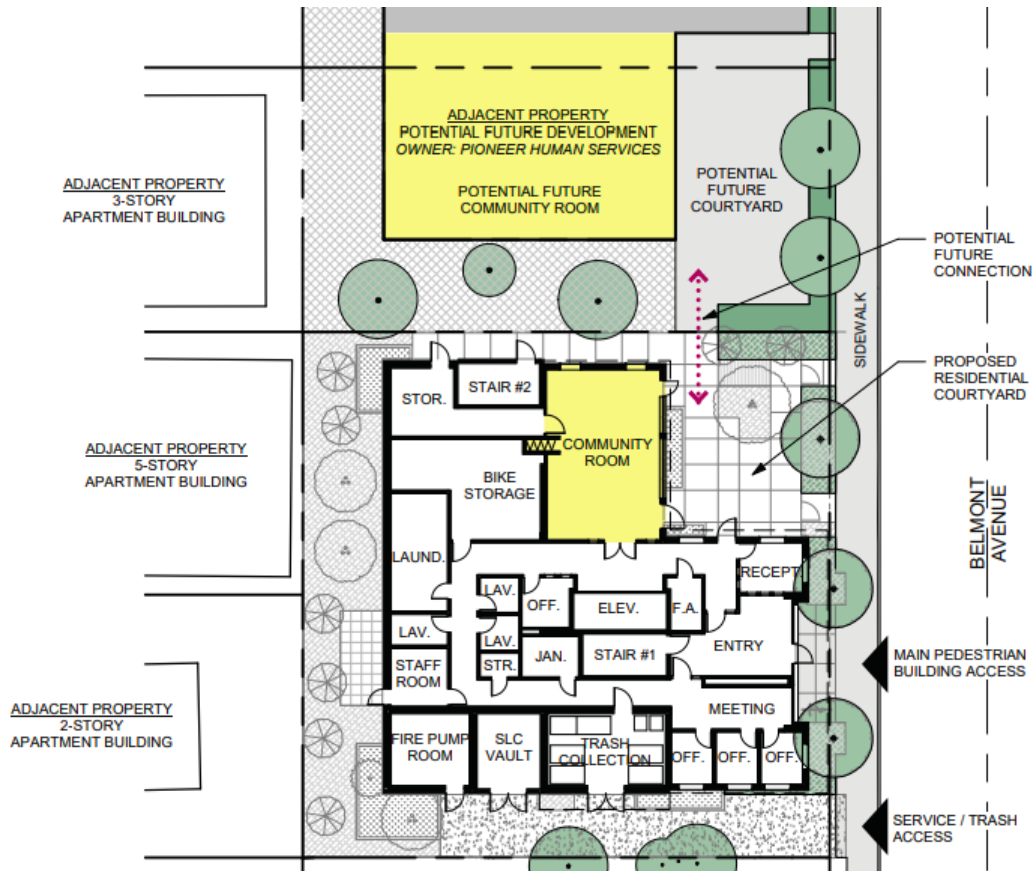 ADJACENT PROPERTY
POTENTIAL FUTURE DEVELOPMENT
OWNER: PIONEER HUMAN SERVICES
POTENTIAL FUTURE
COMMUNITY ROOM
ADJACENT PROPERTY
3-STORY
APARTMENT BUILDING
POTENTIAL
FUTURE
COURTYARD
POTENTIAL
FUTURE
CONNECTION
SIDEWALK
PROPOSED
RESIDENTIAL
COURTYARD
STOR.
STAIR #2
COMMUNITY
ROOM
ADJACENT PROPERTY
5-STORY
APARTMENT BUILDING
BIKE
STORAGE
BELMONT
AVENUE
LAUND.
RECEPT.
LAV.
OFF.
ELEV.
F.A.
LAV.
LAV.
ENTRY
STR.
JAN.
STAIR #1
STAFF
ROOM
MAIN PEDESTRIAN
BUILDING ACCESS
ADJACENT PROPERTY
2-STORY
APARTMENT BUILDING
MEETING
FIRE PUMP
ROOM
SLC
VAULT
TRASH
COLLECTION
OFF.
OFF.
OFF.
SERVICE / TRASH
ACCESS